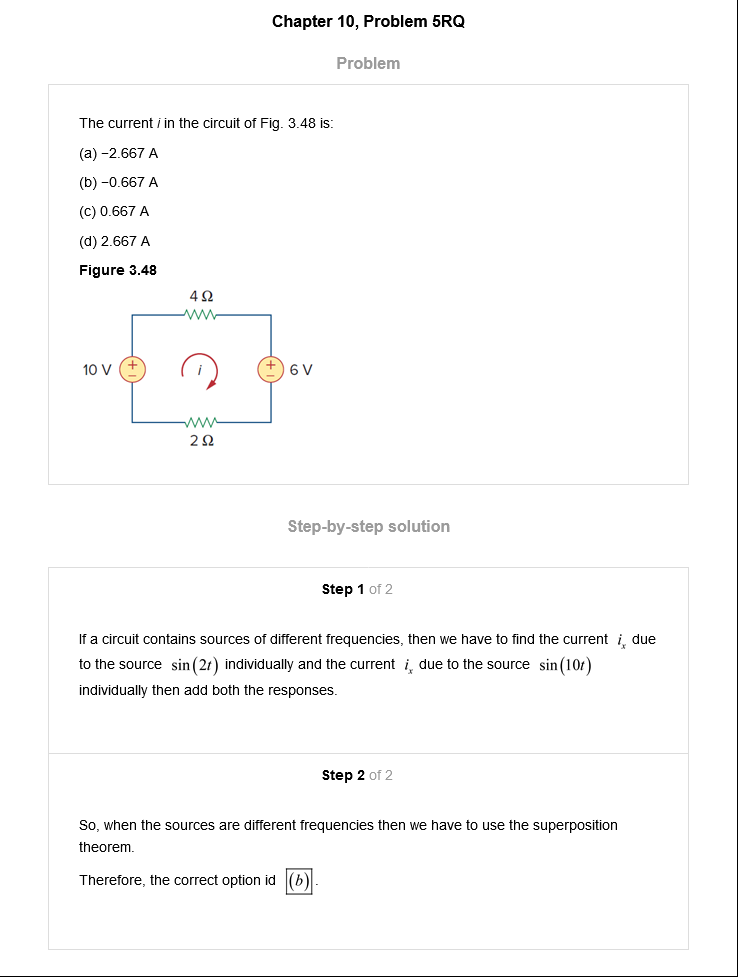 Chapter 10, Problem 5RQ
Problem
The current i in the circuit of Fig. 3.48 is:
(a) −2.667 A
(b) −0.667 A
(c) 0.667 A
(d) 2.667 A
Figure 3.48
4 Ω
10 V
+
−
i
+
−
6 V
2 Ω
Step-by-step solution
Step 1 of 2
If a circuit contains sources of different frequencies, then we have to find the current iₓ due
to the source sin(2t) individually and the current iₓ due to the source sin(10t)
individually then add both the responses.
Step 2 of 2
So, when the sources are different frequencies then we have to use the superposition
theorem.
Therefore, the correct option id (b).